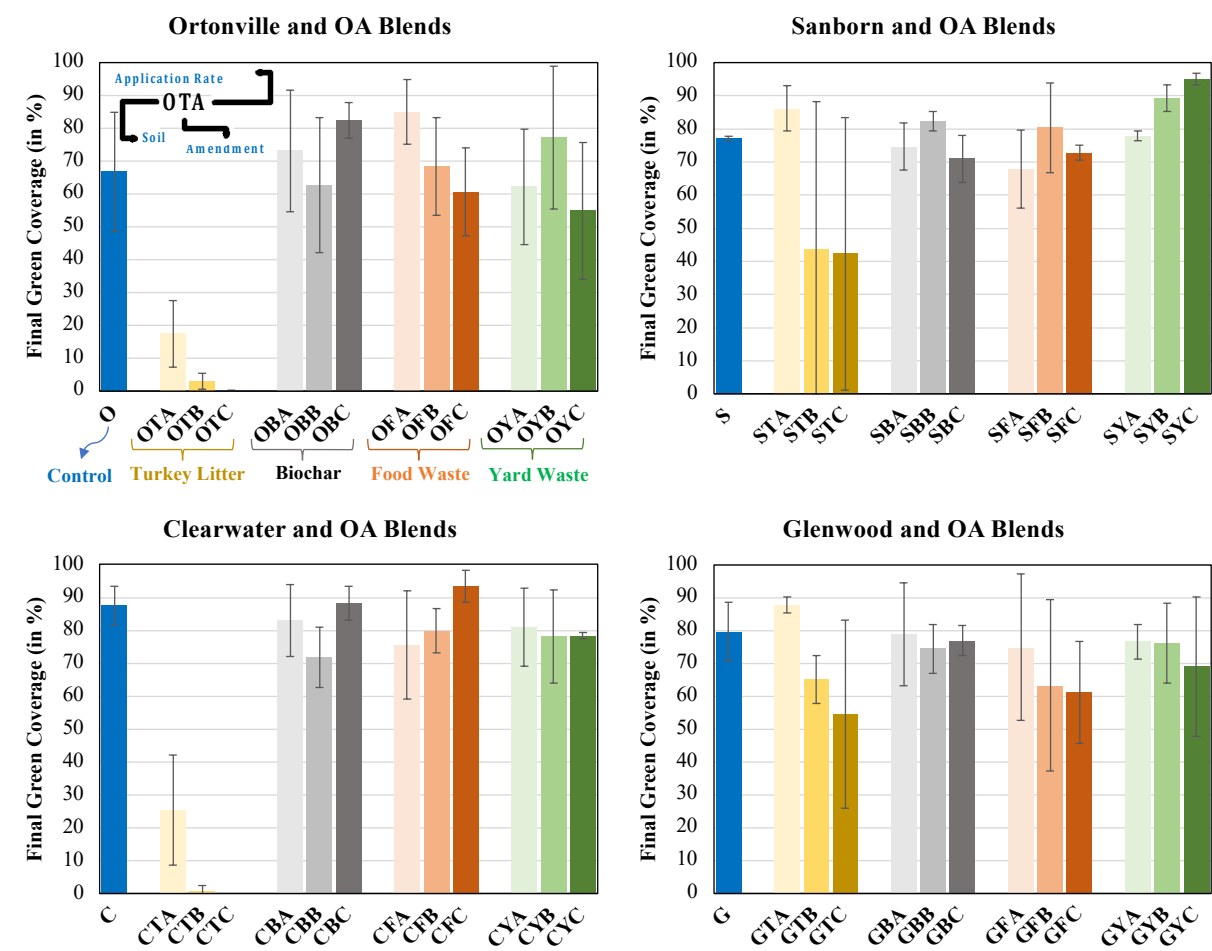 Ortonville and OA Blends
Final Green Coverage (in %)
100
90
80
70
60
50
40
30
20
10
0
Application Rate
OTA
Soil
Amendment
O
OTA
OTB
OTC
OBA
OBB
OBC
OFA
OFB
OFC
OYA
OYB
OYC
Control
Turkey Litter
Biochar
Food Waste
Yard Waste
Sanborn and OA Blends
Final Green Coverage (in %)
100
90
80
70
60
50
40
30
20
10
0
S
STA
STB
STC
SBA
SBB
SBC
SFA
SFB
SFC
SYA
SYB
SYC
Clearwater and OA Blends
Final Green Coverage (in %)
100
90
80
70
60
50
40
30
20
10
0
C
CTA
CTB
CTC
CBA
CBB
CBC
CFA
CFB
CFC
CYA
CYB
CYC
Glenwood and OA Blends
Final Green Coverage (in %)
100
90
80
70
60
50
40
30
20
10
0
G
GTA
GTB
GTC
GBA
GBB
GBC
GFA
GFB
GFC
GYA
GYB
GYC